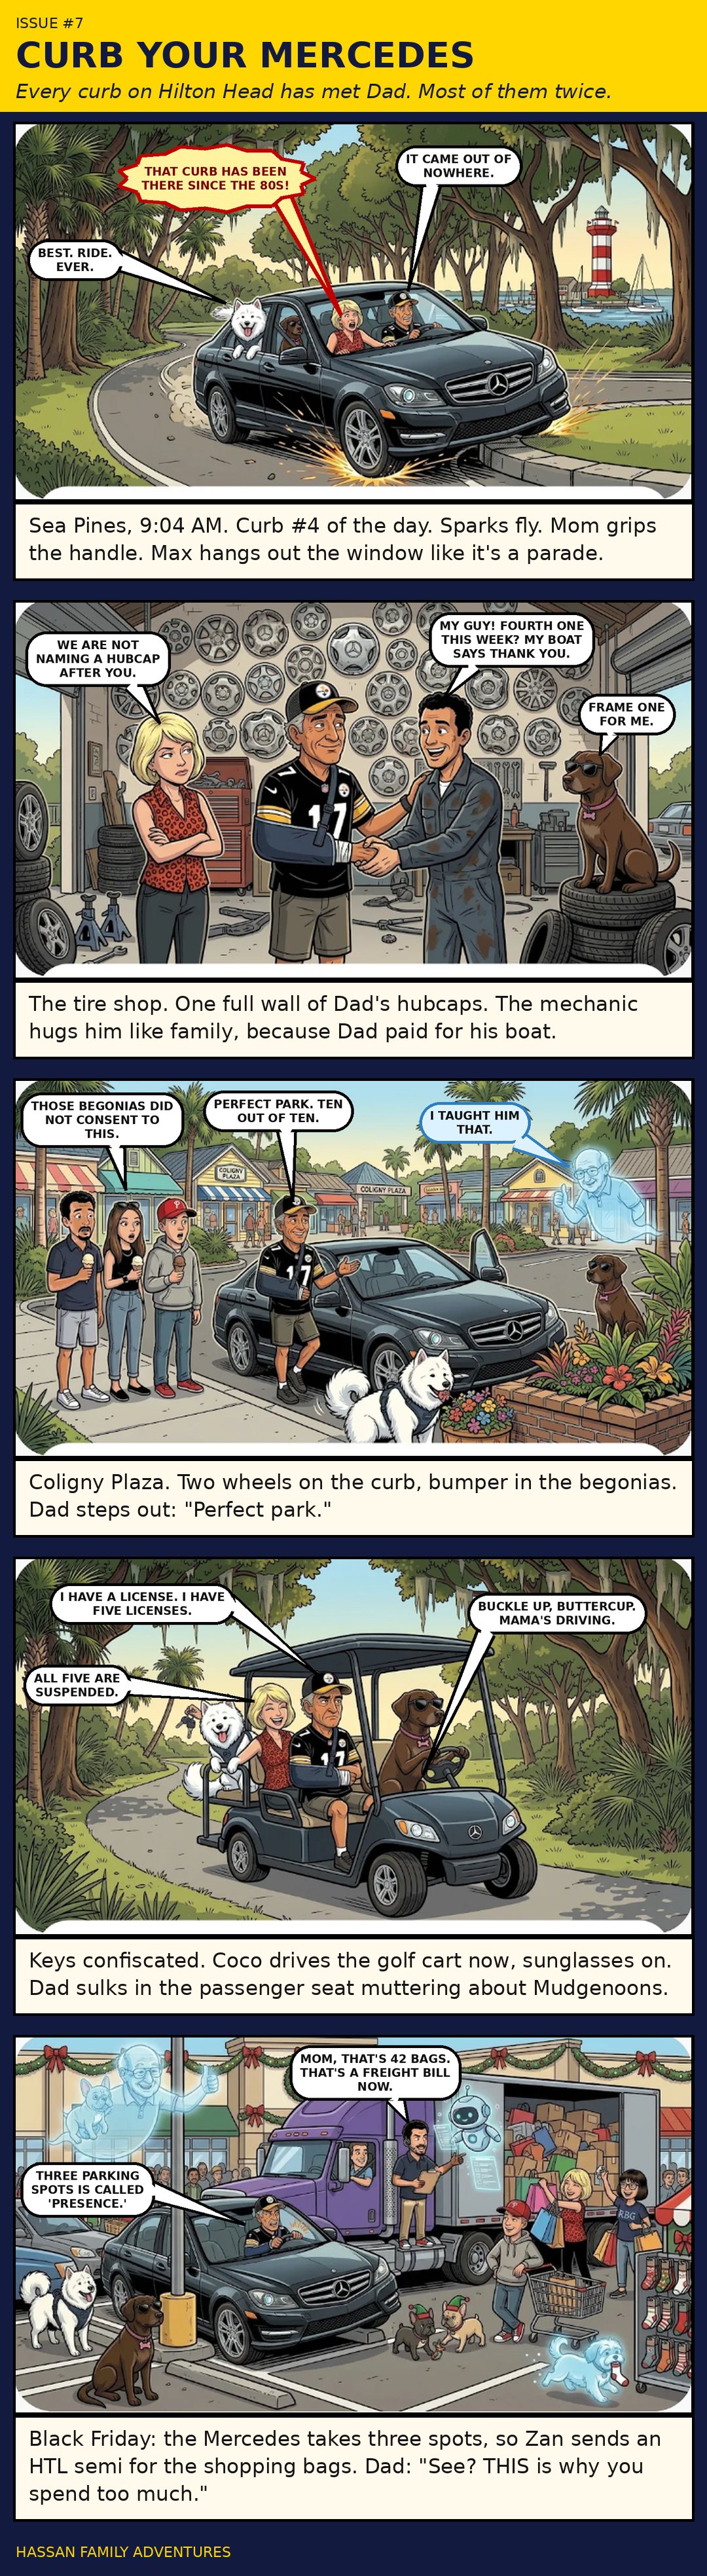 ISSUE #7
CURB YOUR MERCEDES
Every curb on Hilton Head has met Dad. Most of them twice.
THAT CURB HAS BEEN
THERE SINCE THE 80S!
IT CAME OUT OF
NOWHERE.
BEST. RIDE.
EVER.
Sea Pines, 9:04 AM. Curb #4 of the day. Sparks fly. Mom grips
the handle. Max hangs out the window like it's a parade.
WE ARE NOT
NAMING A HUBCAP
AFTER YOU.
MY GUY! FOURTH ONE
THIS WEEK? MY BOAT
SAYS THANK YOU.
FRAME ONE
FOR ME.
17
The tire shop. One full wall of Dad's hubcaps. The mechanic
hugs him like family, because Dad paid for his boat.
THOSE BEGONIAS DID
NOT CONSENT TO
THIS.
PERFECT PARK. TEN
OUT OF TEN.
I TAUGHT HIM
THAT.
COLIGNY
PLAZA
COLIGNY PLAZA
17
Coligny Plaza. Two wheels on the curb, bumper in the begonias.
Dad steps out: "Perfect park."
I HAVE A LICENSE. I HAVE
FIVE LICENSES.
BUCKLE UP, BUTTERCUP.
MAMA'S DRIVING.
ALL FIVE ARE
SUSPENDED.
17
Keys confiscated. Coco drives the golf cart now, sunglasses on.
Dad sulks in the passenger seat muttering about Mudgenoons.
MOM, THAT'S 42 BAGS.
THAT'S A FREIGHT BILL
NOW.
THREE PARKING
SPOTS IS CALLED
'PRESENCE.'
RBG
Black Friday: the Mercedes takes three spots, so Zan sends an
HTL semi for the shopping bags. Dad: "See? THIS is why you
spend too much."
HASSAN FAMILY ADVENTURES